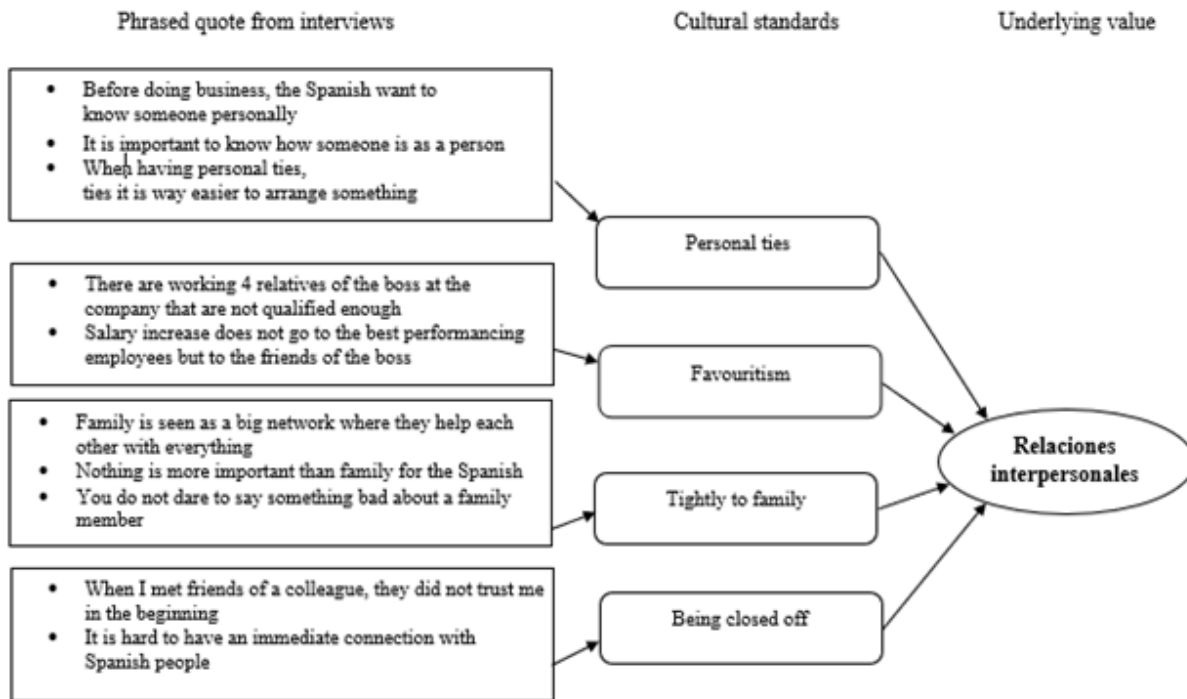 Phrased quote from interviews
Cultural standards
Underlying value
• Before doing business, the Spanish want to
know someone personally
• It is important to know how someone is as a person
• When having personal ties,
ties it is way easier to arrange something
Personal ties
• There are working 4 relatives of the boss at the
company that are not qualified enough
• Salary increase does not go to the best performancing
employees but to the friends of the boss
Favouritism
• Family is seen as a big network where they help each
other with everything
• Nothing is more important than family for the Spanish
• You do not dare to say something bad about a family
member
Tightly to family
• When I met friends of a colleague, they did not trust me
in the beginning
• It is hard to have an immediate connection with
Spanish people
Being closed off
Relaciones
interpersonales